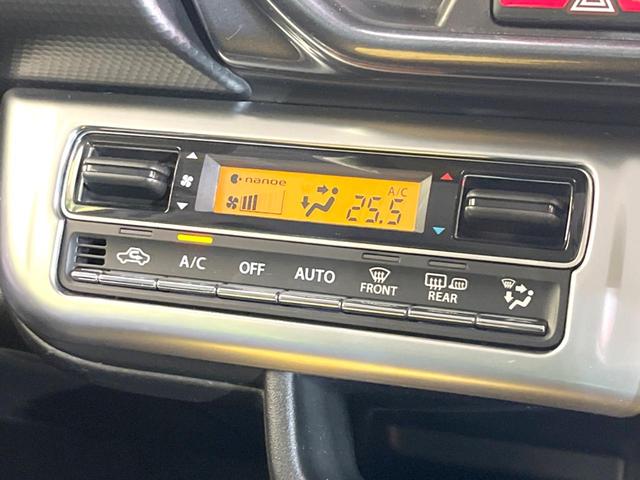 nanoe
A/C
25.5
A/C
OFF
AUTO
FRONT
REAR